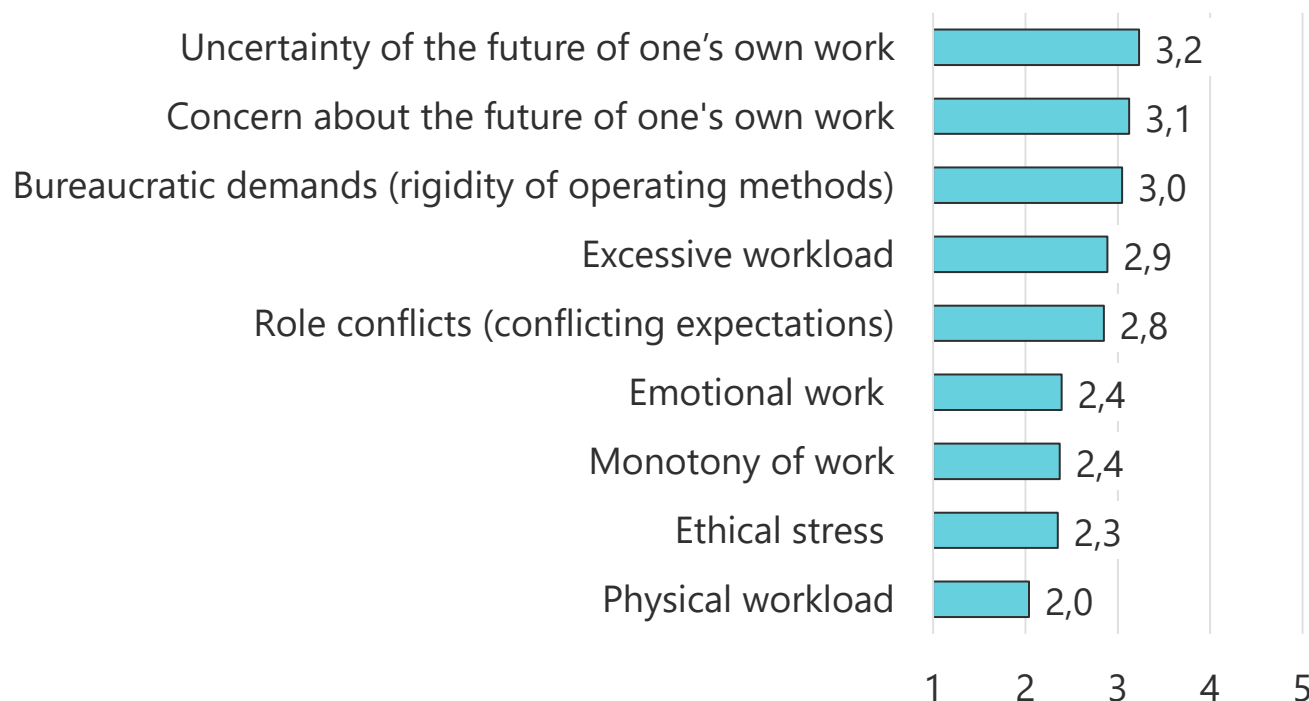 Uncertainty of the future of one’s own work 3,2
Concern about the future of one's own work 3,1
Bureaucratic demands (rigidity of operating methods) 3,0
Excessive workload 2,9
Role conflicts (conflicting expectations) 2,8
Emotional work 2,4
Monotony of work 2,4
Ethical stress 2,3
Physical workload 2,0
1 2 3 4 5